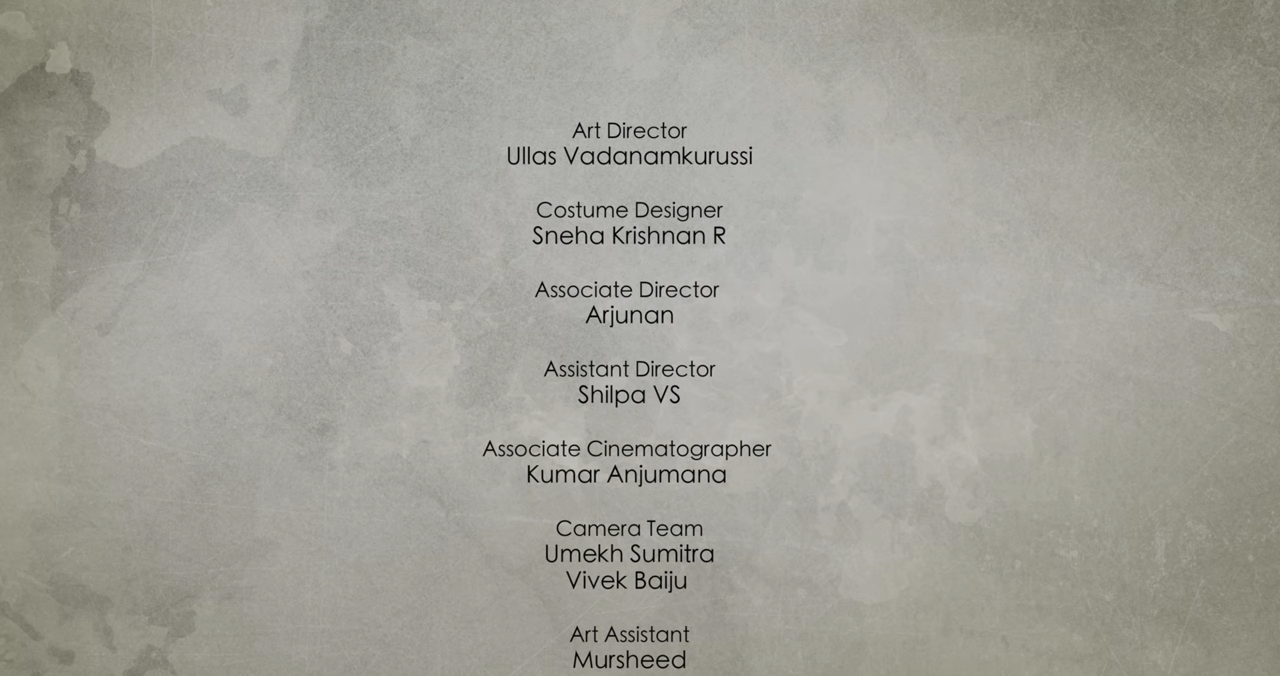 Art Director
Ullas Vadanamkurussi
Costume Designer
Sneha Krishnan R
Associate Director
Arjunan
Assistant Director
Shilpa VS
Associate Cinematographer
Kumar Anjumana
Camera Team
Umekh Sumitra
Vivek Baiju
Art Assistant
Mursheed